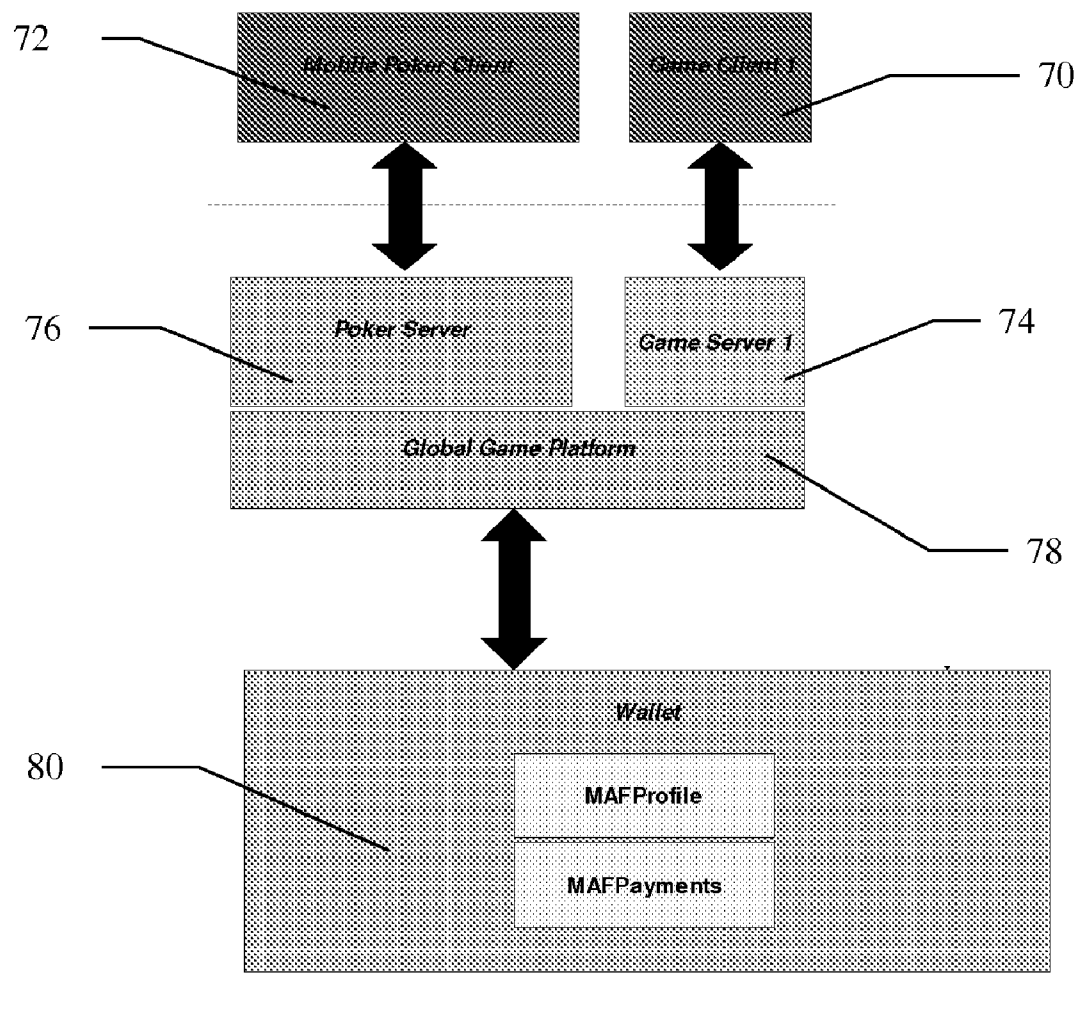 72
Mobile Poker Client
Game Client 1
70
76
Poker Server
Game Server 1
74
Global Game Platform
78
Wallet
80
MAFProfile
MAFPayments